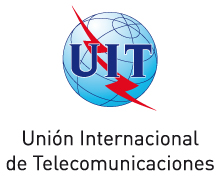 UIT
Unión Internacional
de Telecomunicaciones